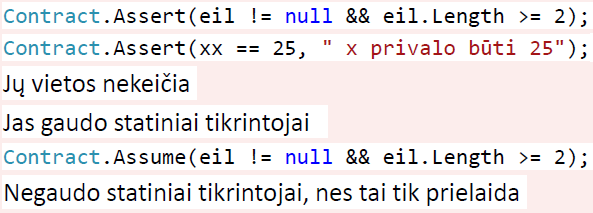 Contract.Assert(eil != null && eil.Length >= 2);
Contract.Assert(xx == 25, " x privalo būti 25");
Jų vietos nekeičia
Jas gaudo statiniai tikrintojai
Contract.Assume(eil != null && eil.Length >= 2);
Negaudo statiniai tikrintojai, nes tai tik prielaida